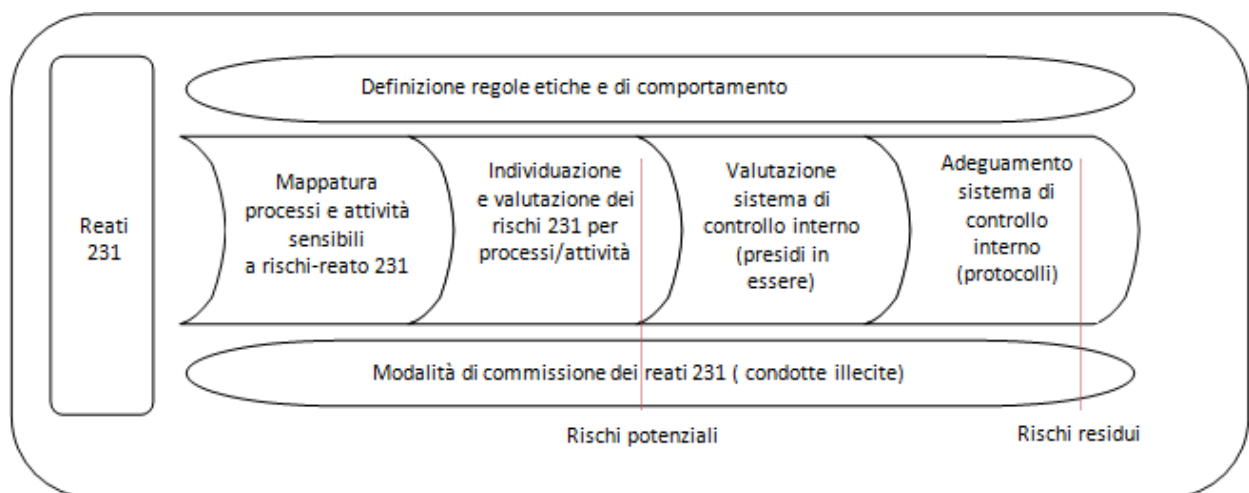 Definizione regole etiche e di comportamento
Reati
231
Mappatura
processi e attività
sensibili
a rischi-reato 231
Individuazione
e valutazione dei
rischi 231 per
processi/attività
Valutazione
sistema di
controllo interno
(presidi in
essere)
Adeguamento
sistema di
controllo
interno
(protocolli)
Modalità di commissione dei reati 231 ( condotte illecite)
Rischi potenziali
Rischi residui